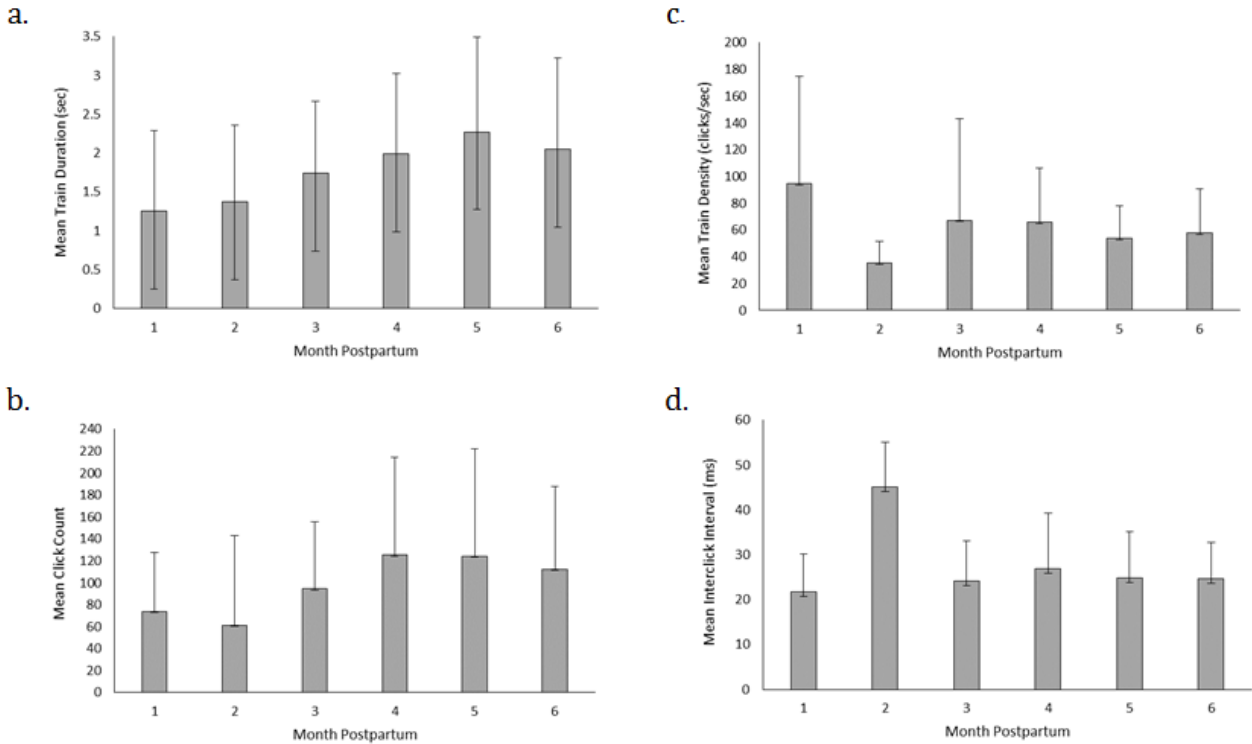 a.
3.5
3
2.5
2
1.5
1
0.5
0
Mean Train Duration (sec)
1 2 3 4 5 6
Month Postpartum
b.
240
220
200
180
160
140
120
100
80
60
40
20
0
Mean Click Count
1 2 3 4 5 6
Month Postpartum
c.
200
180
160
140
120
100
80
60
40
20
0
Mean Train Density (clicks/sec)
1 2 3 4 5 6
Month Postpartum
d.
60
50
40
30
20
10
0
Mean Interclick Interval (ms)
1 2 3 4 5 6
Month Postpartum